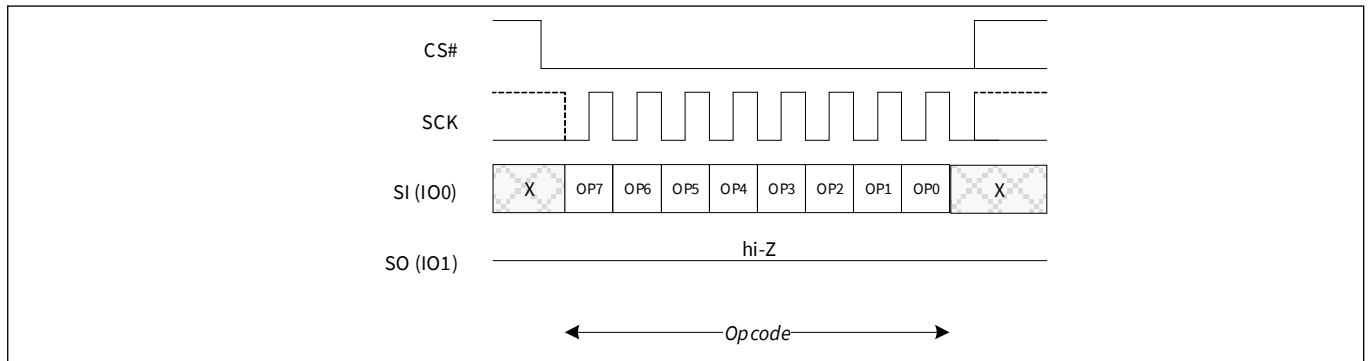 CS#
SCK
SI (IO0) X OP7 OP6 OP5 OP4 OP3 OP2 OP1 OP0 X
hi-Z
SO (IO1)
Opcode